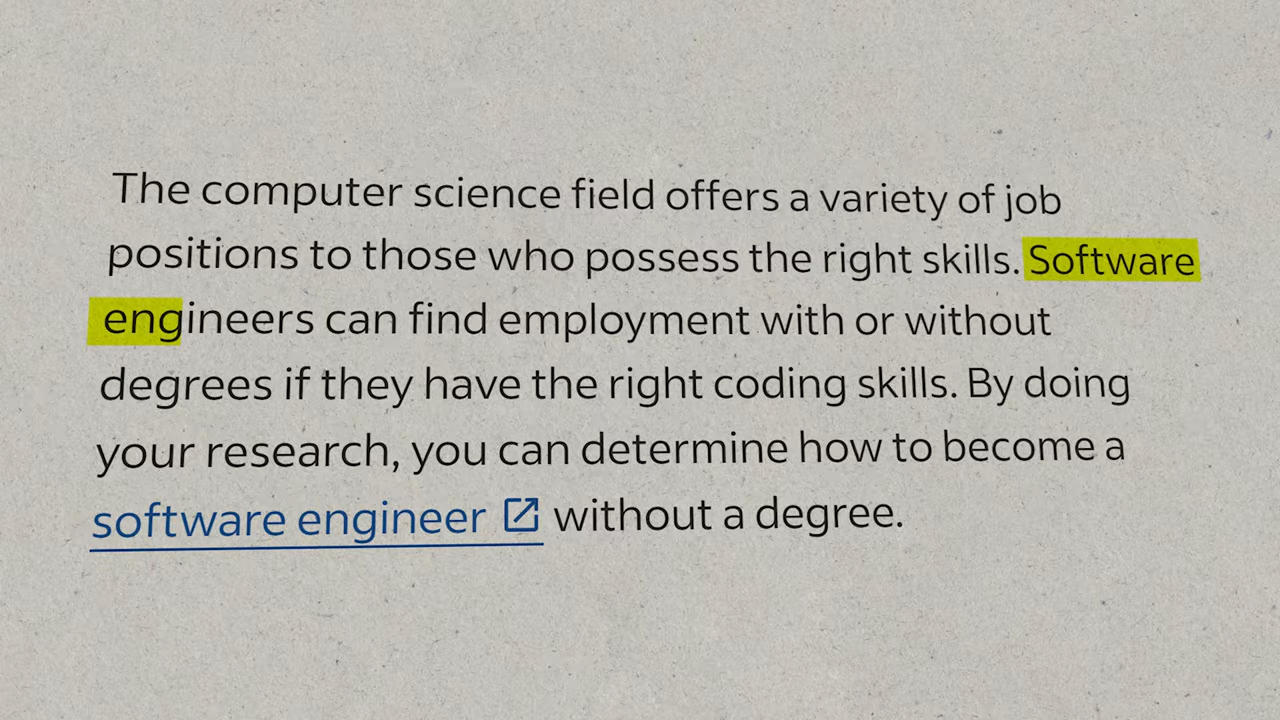 The computer science field offers a variety of job
positions to those who possess the right skills. Software
engineers can find employment with or without
degrees if they have the right coding skills. By doing
your research, you can determine how to become a
software engineer without a degree.